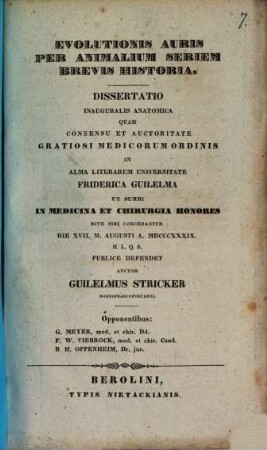 7.
EVOLUTIONIS AURIS
PER ANIMALIUM SERIEM
BREVIS HISTORIA.
DISSERTATIO
INAUGURALIS ANATOMICA
QUAM
CONSENSU ET AUCTORITATE
GRATIOSI MEDICORUM ORDINIS
IN
ALMA LITERARUM UNIVERSITATE
FRIDERICA GUILELMA
UT SUMMI
IN MEDICINA ET CHIRURGIA HONORES
RITE SIBI CONCEDANTUR
DIE XVII. M. AUGUSTI A. MDCCCXXXIX.
H. L. Q. S.
PUBLICE DEFENDET
AUCTOR
GUILELMUS STRICKER
MOENOFRANCOFURTANUS.
Opponentibus:
G. MEYER, med. et chir. Dd.
F. W. VIEBROCK, med. et chir. Cand.
B H. OPPENHEIM, Dr. jur.
BEROLINI,
TYPIS NIETACKIANIS.